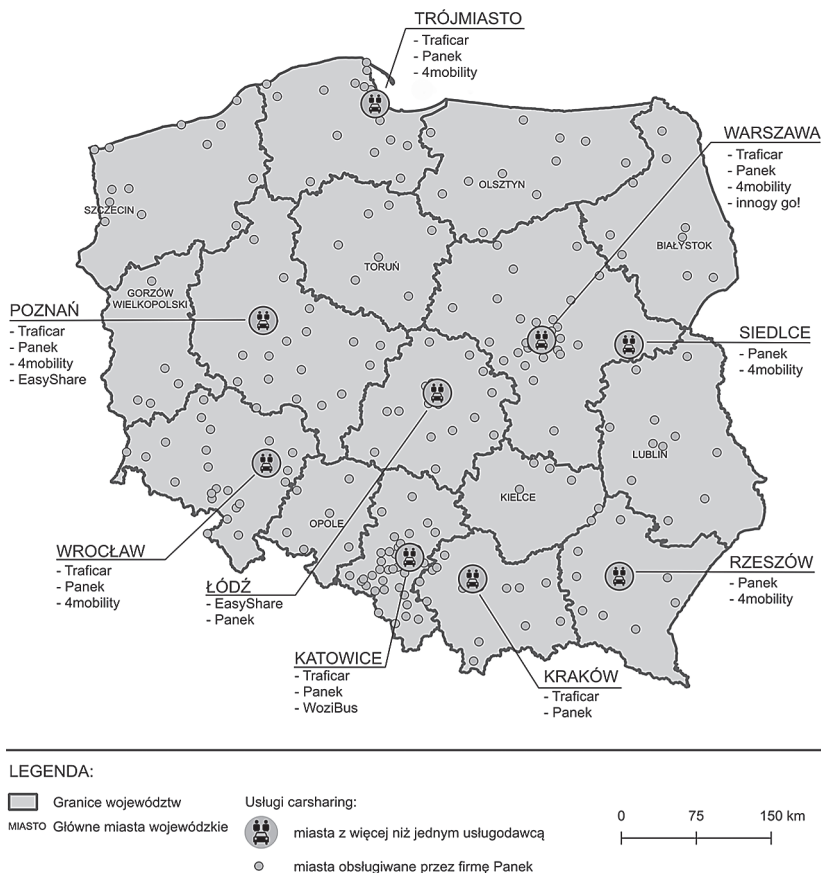 TRÓJMIASTO
- Traficar
- Panek
- 4mobility
WARSZAWA
- Traficar
- Panek
- 4mobility
- innogy go!
OLSZTYN
SZCZECIN
BIAŁYSTOK
TORUŃ
GORZÓW
WIELKOPOLSKI
POZNAŃ
- Traficar
- Panek
- 4mobility
- EasyShare
SIEDLCE
- Panek
- 4mobility
LUBLIN
KIELCE
OPOLE
WROCŁAW
- Traficar
- Panek
- 4mobility
ŁÓDŹ
- EasyShare
- Panek
RZESZÓW
- Panek
- 4mobility
KATOWICE
- Traficar
- Panek
- WoziBus
KRAKÓW
- Traficar
- Panek
LEGENDA:
Granice województw
MIASTO Główne miasta wojewódzkie
Usługi carsharing:
miasta z więcej niż jednym usługodawcą
miasta obsługiwane przez firmę Panek
0 75 150 km